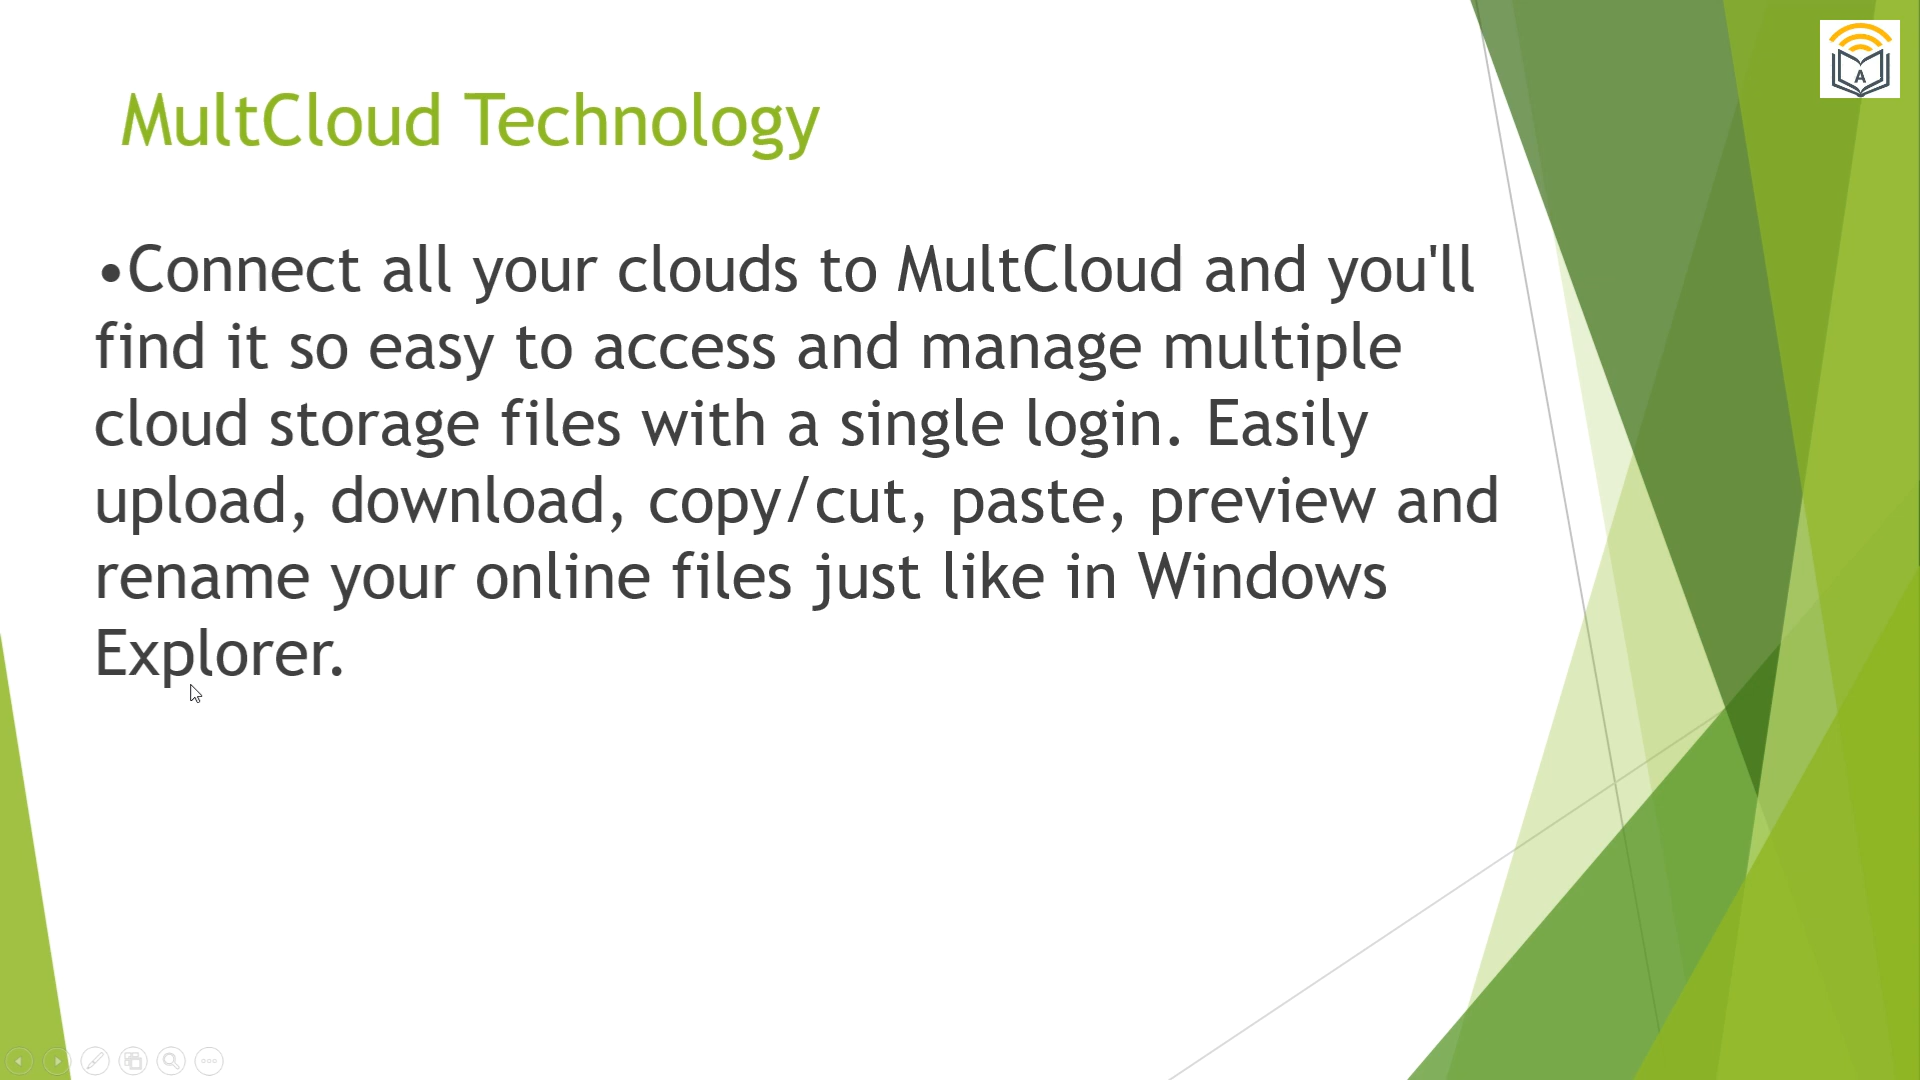 MultCloud Technology
•Connect all your clouds to MultCloud and you'll
find it so easy to access and manage multiple
cloud storage files with a single login. Easily
upload, download, copy/cut, paste, preview and
rename your online files just like in Windows
Explorer.
A